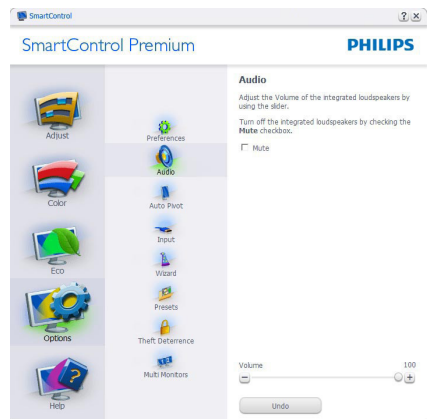 SmartControl
SmartControl Premium
PHILIPS
Adjust
Color
Eco
Options
Help
Preferences
Audio
Auto Pivot
Input
Wizard
Presets
Theft Deterrence
Multi Monitors
Audio
Adjust the Volume of the integrated loudspeakers by
using the slider.
Turn off the integrated loudspeakers by checking the
Mute checkbox.
Mute
Volume 100
Undo